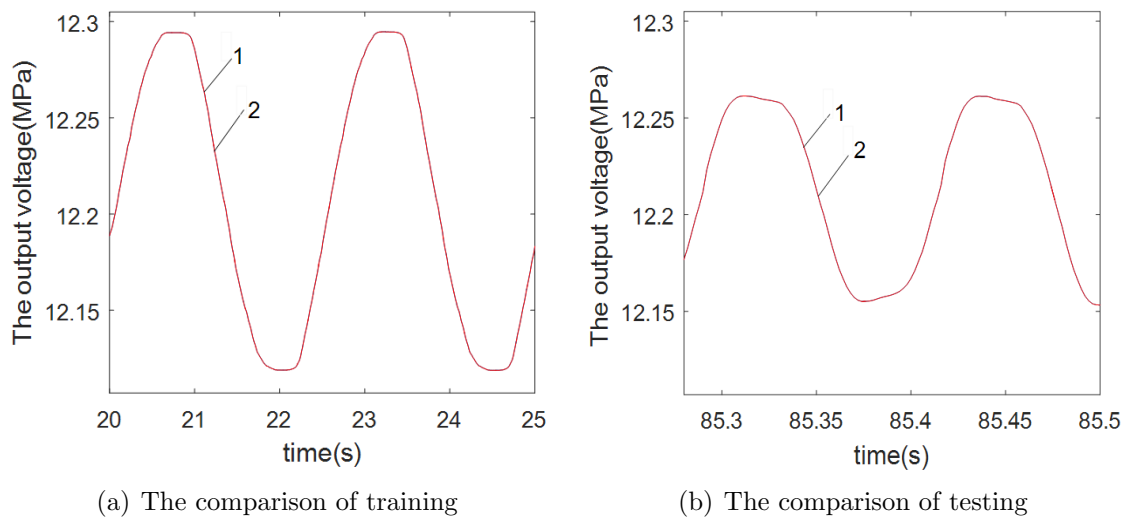 12.3
12.25
12.2
12.15
The output voltage(MPa)
1
2
20 21 22 23 24 25
time(s)
(a) The comparison of training
12.3
12.25
12.2
12.15
The output voltage(MPa)
1
2
85.3 85.35 85.4 85.45 85.5
time(s)
(b) The comparison of testing